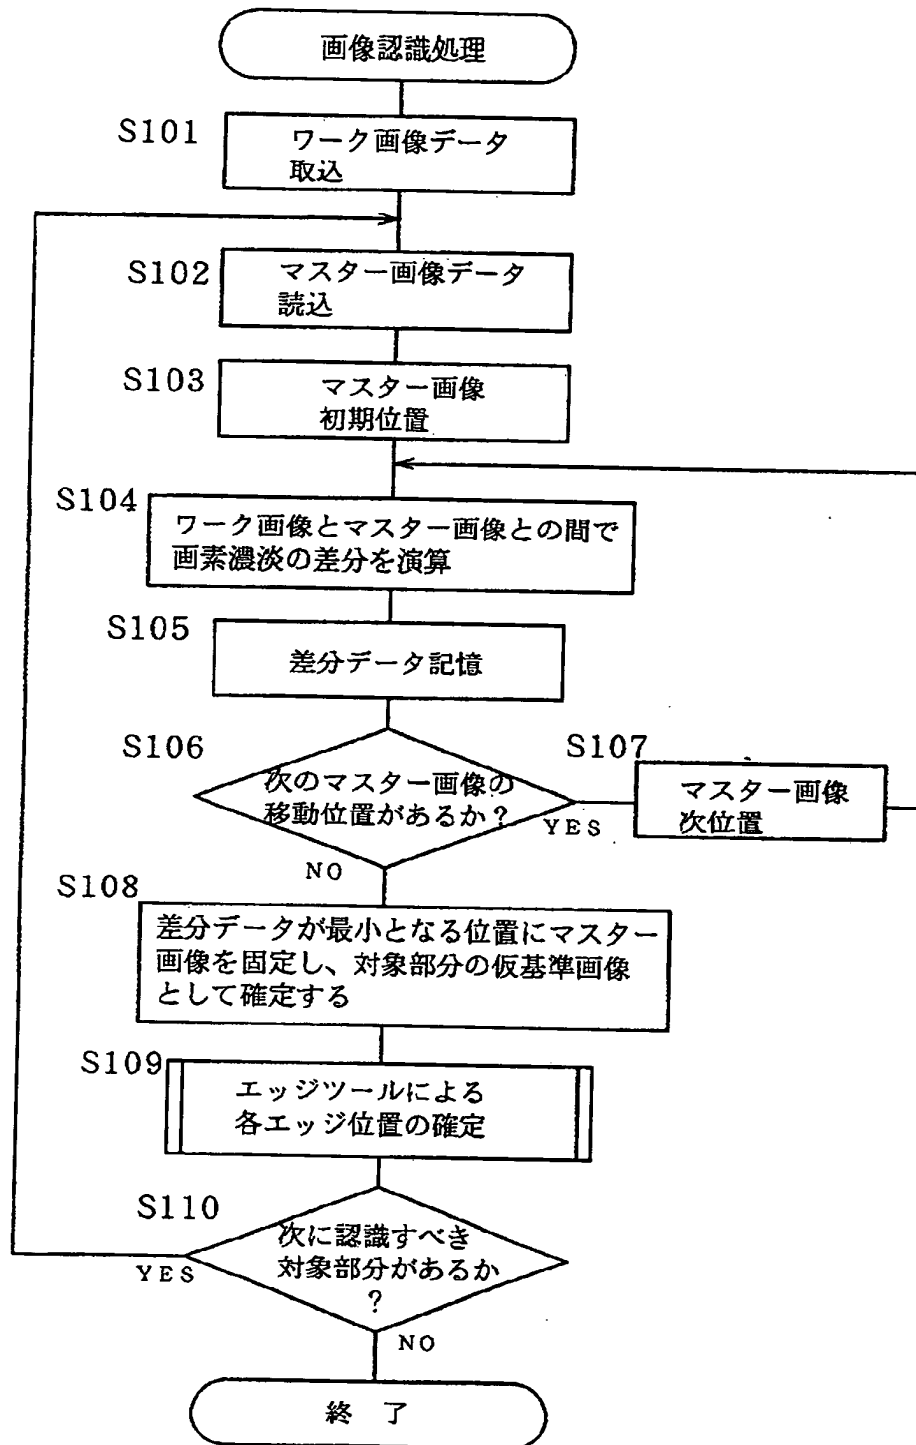 画像認識処理
S101
ワーク画像データ
取込
S102
マスター画像データ
読込
S103
マスター画像
初期位置
S104
ワーク画像とマスター画像との間で
画素濃淡の差分を演算
S105
差分データ記憶
S106
次のマスター画像の
移動位置があるか?
YES
NO
S107
マスター画像
次位置
S108
差分データが最小となる位置にマスター
画像を固定し、対象部分の仮基準画像
として確定する
S109
エッジツールによる
各エッジ位置の確定
S110
次に認識すべき
対象部分があるか
?
YES
NO
終 了